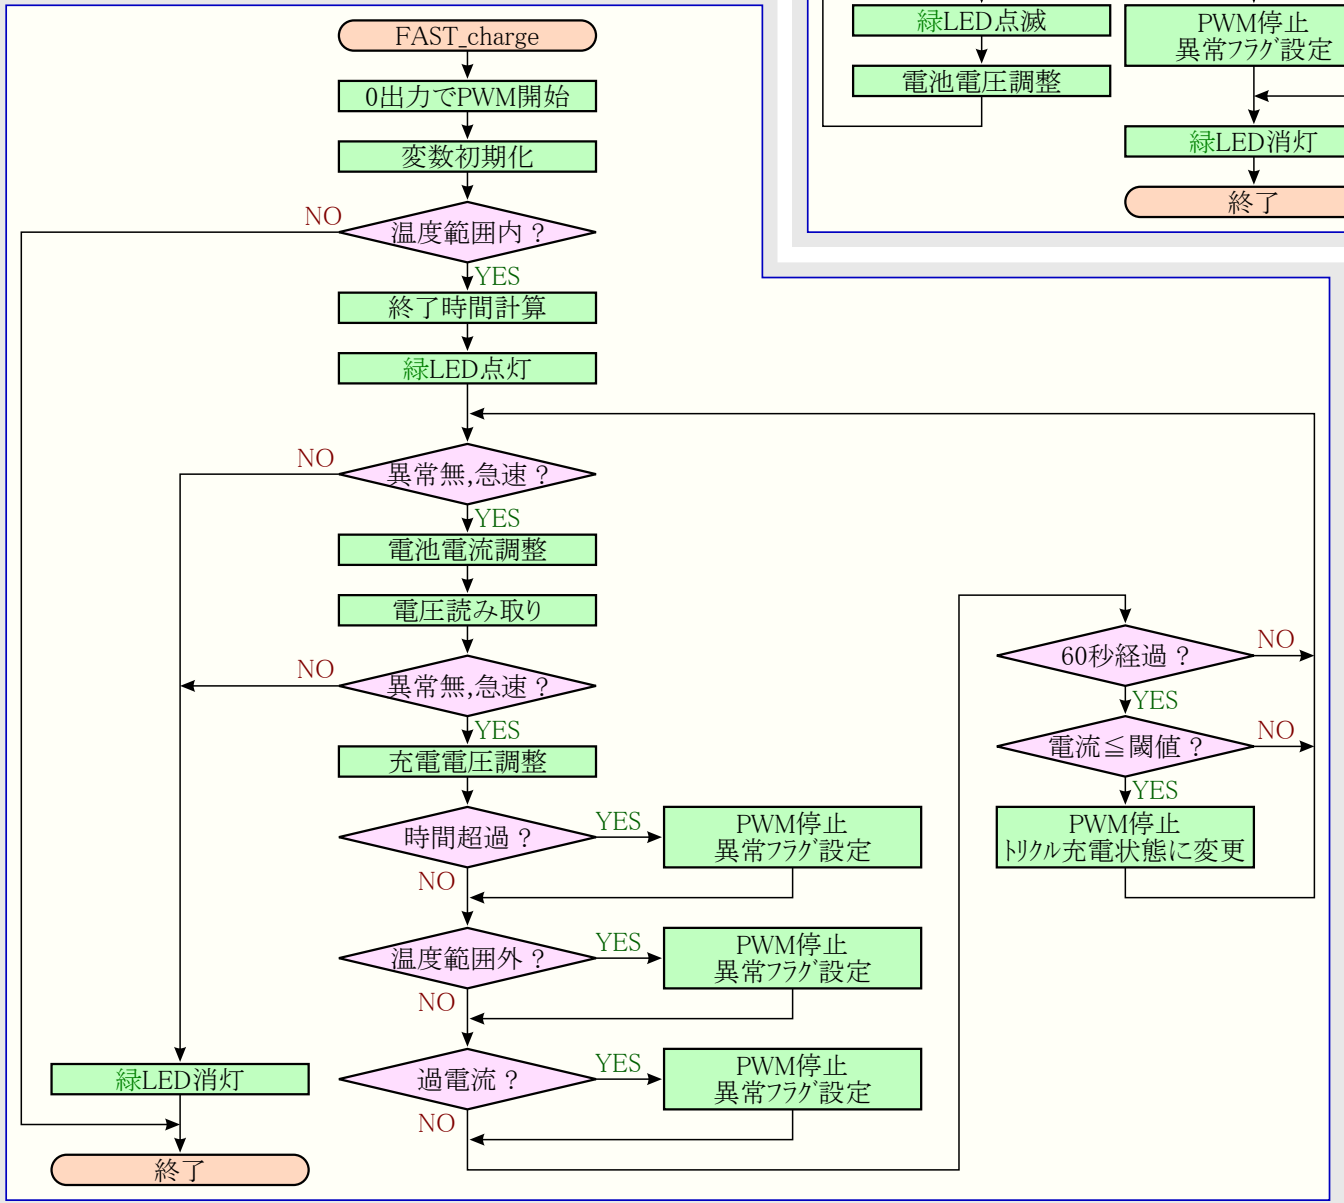 FAST_charge
0出力でPWM開始
変数初期化
温度範囲内 ?
NO
YES
終了時間計算
緑LED点灯
異常無,急速 ?
NO
YES
電池電流調整
電圧読み取り
異常無,急速 ?
NO
YES
充電電圧調整
時間超過 ?
YES
NO
PWM停止
異常フラグ設定
温度範囲外 ?
YES
NO
PWM停止
異常フラグ設定
過電流 ?
YES
NO
PWM停止
異常フラグ設定
緑LED消灯
終了
60秒経過 ?
NO
YES
電流≦閾値 ?
NO
YES
PWM停止
トリクル充電状態に変更
緑LED点滅
電池電圧調整
PWM停止
異常フラグ設定
緑LED消灯
終了